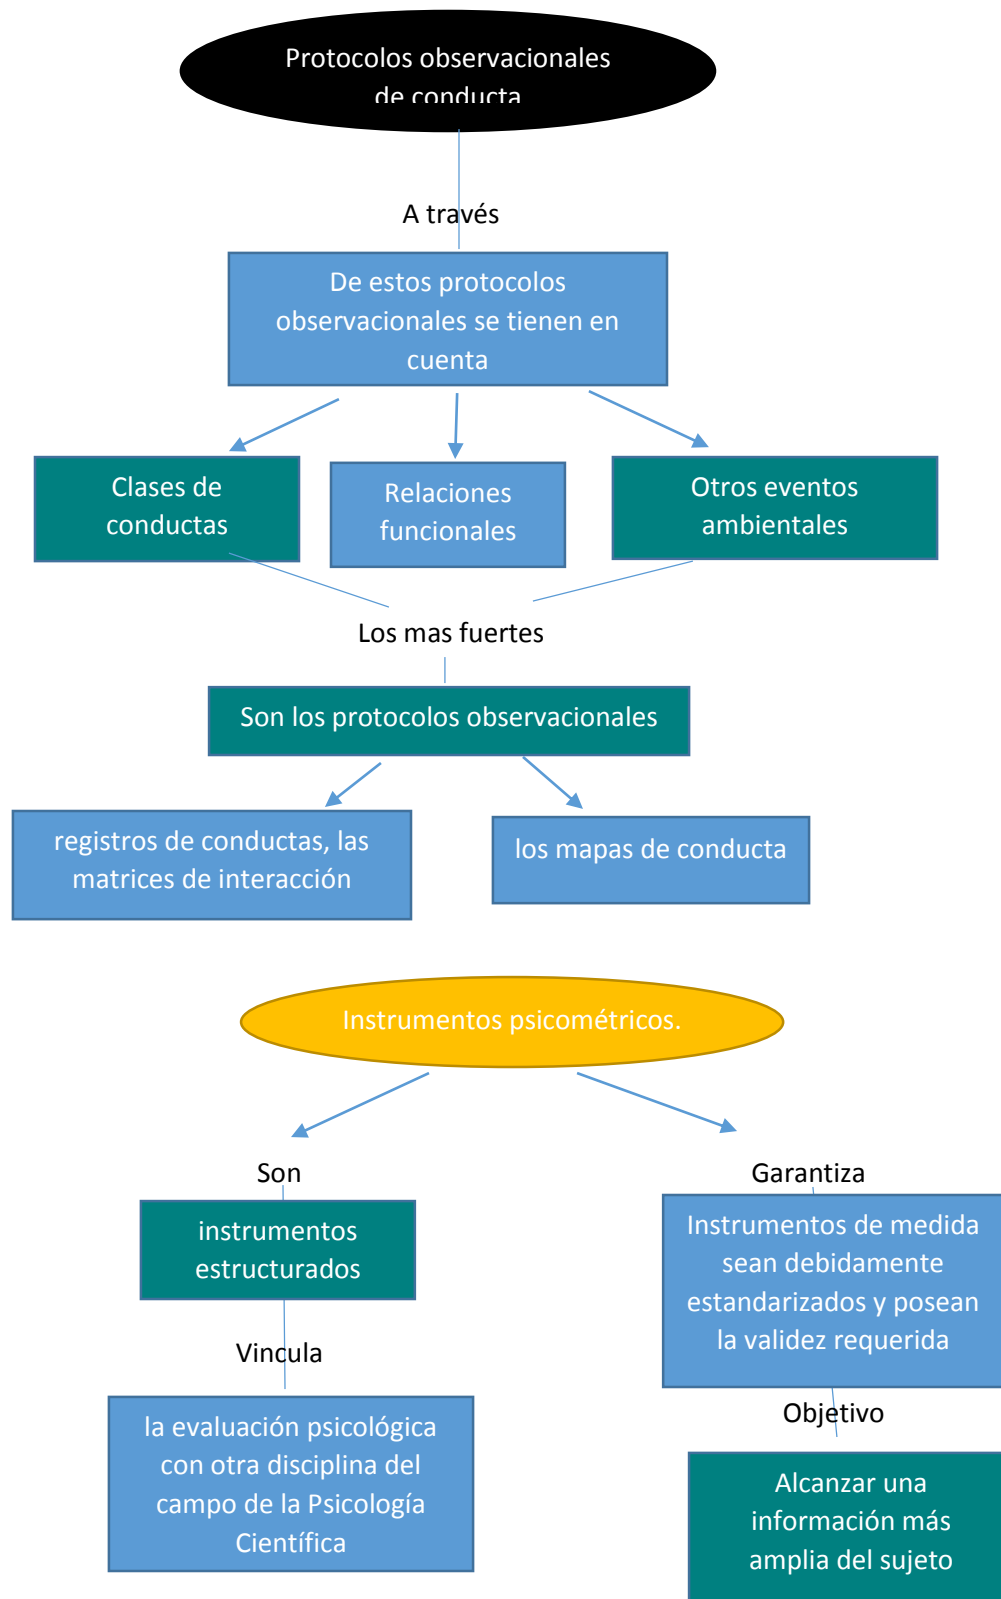 Protocolos observacionales
de conducta
A través
De estos protocolos
observacionales se tienen en
cuenta
Clases de
conductas
Relaciones
funcionales
Otros eventos
ambientales
Los mas fuertes
Son los protocolos observacionales
registros de conductas, las
matrices de interacción
los mapas de conducta
Instrumentos psicométricos.
Son
instrumentos
estructurados
Vincula
la evaluación psicológica
con otra disciplina del
campo de la Psicología
Científica
Garantiza
Instrumentos de medida
sean debidamente
estandarizados y posean
la validez requerida
Objetivo
Alcanzar una
información más
amplia del sujeto